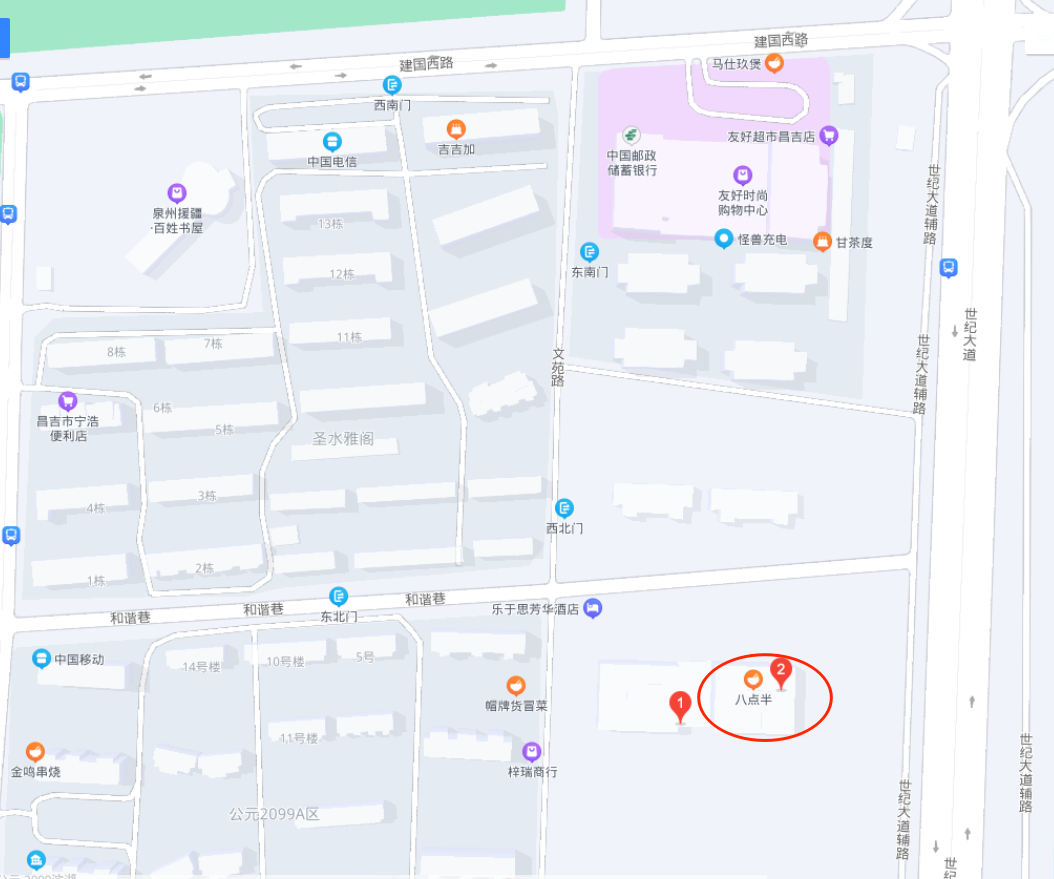 建国西路
建国西路
马仕玖煲
西南门
中国电信
吉吉加
友好超市昌吉店
中国邮政
储蓄银行
友好时尚
购物中心
泉州援疆
·百姓书屋
13栋
怪兽充电
甘茶度
世纪大道辅路
东南门
12栋
11栋
世纪大道
8栋
7栋
文苑路
世纪大道辅路
昌吉市宁浩
便利店
6栋
5栋
圣水雅阁
4栋
3栋
西北门
1栋
2栋
和谐巷
和谐巷
和谐巷
东北门
乐于思芳华酒店
中国移动
14号楼
10号楼
5号
帽牌货冒菜
1
2
八点半
11号楼
金鸣串烧
梓瑞商行
世纪大道辅路
世纪大道辅路
公元2099A区
世纪